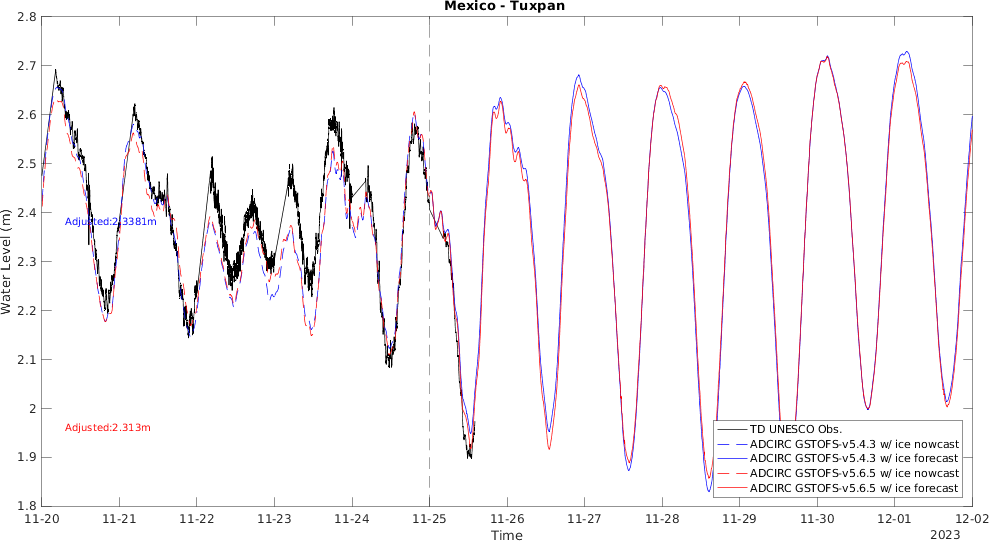 Mexico - Tuxpan
2.8
2.7
2.6
2.5
2.4
2.3
2.2
2.1
2
1.9
1.8
Water Level (m)
Adjusted:2.3381m
Adjusted:2.313m
TD UNESCO Obs.
ADCIRC GSTOFS-v5.4.3 w/ ice nowcast
ADCIRC GSTOFS-v5.4.3 w/ ice forecast
ADCIRC GSTOFS-v5.6.5 w/ ice nowcast
ADCIRC GSTOFS-v5.6.5 w/ ice forecast
11-20 11-21 11-22 11-23 11-24 11-25 11-26 11-27 11-28 11-29 11-30 12-01 12-02
Time
2023